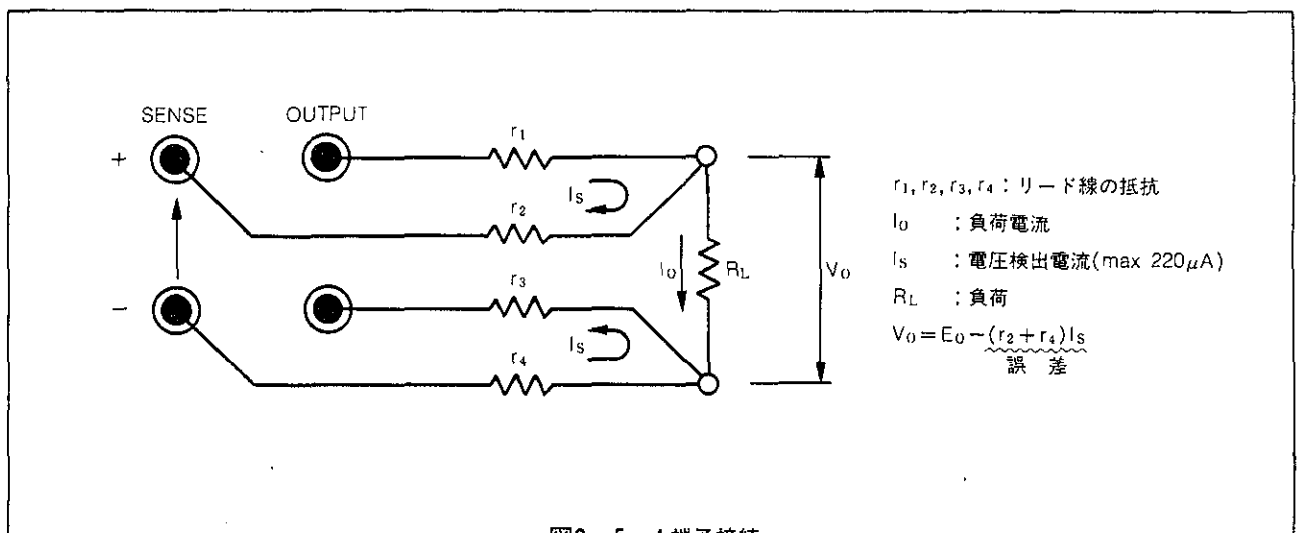 SENSE OUTPUT
+
−
r₁
Is
r₂
r₃
Is
r₄
I₀
RL
V₀
r₁, r₂, r₃, r₄：リード線の抵抗
I₀ ：負荷電流
Is ：電圧検出電流(max 220μA)
RL ：負荷
V₀＝E₀−(r₂＋r₄)Is
誤 差